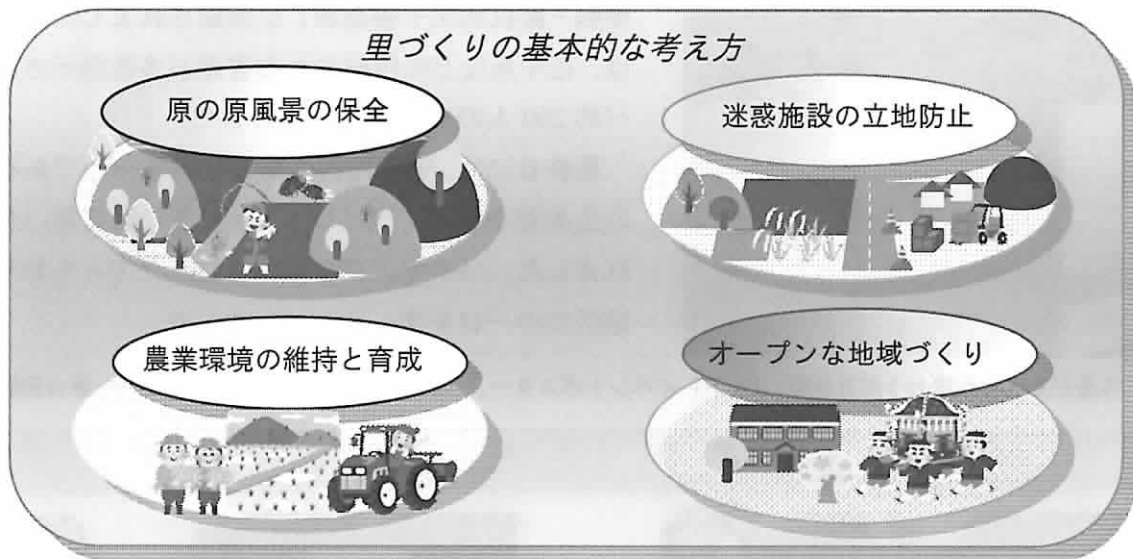 里づくりの基本的な考え方
原の原風景の保全
迷惑施設の立地防止
農業環境の維持と育成
オープンな地域づくり